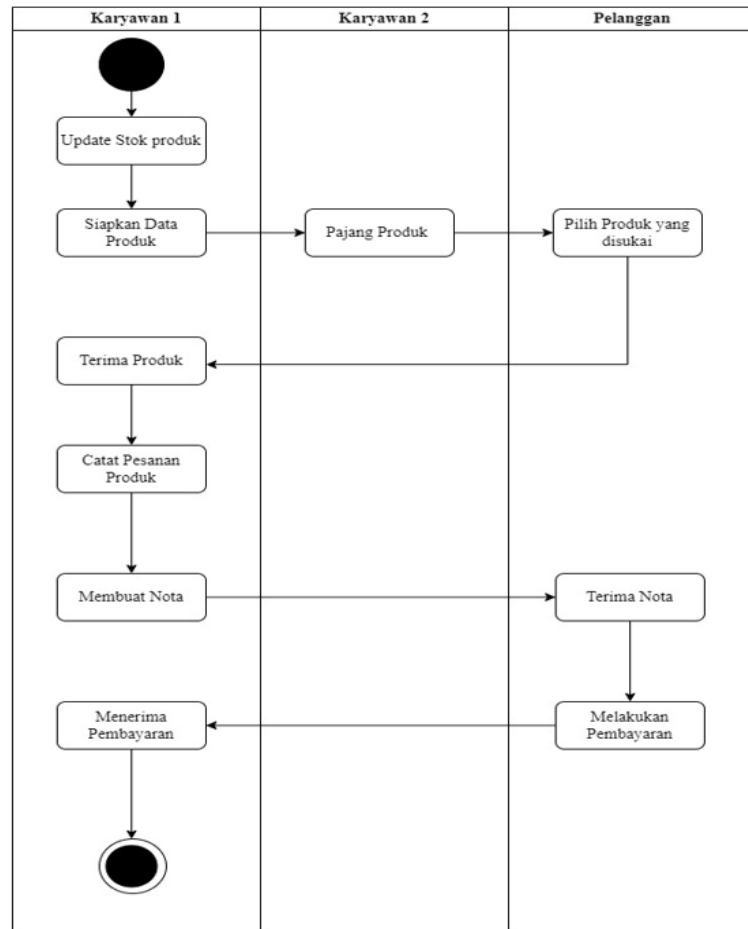 Karyawan 1
Karyawan 2
Pelanggan
Update Stok produk
Siapkan Data
Produk
Pajang Produk
Pilih Produk yang
disukai
Terima Produk
Catat Pesanan
Produk
Membuat Nota
Terima Nota
Menerima
Pembayaran
Melakukan
Pembayaran